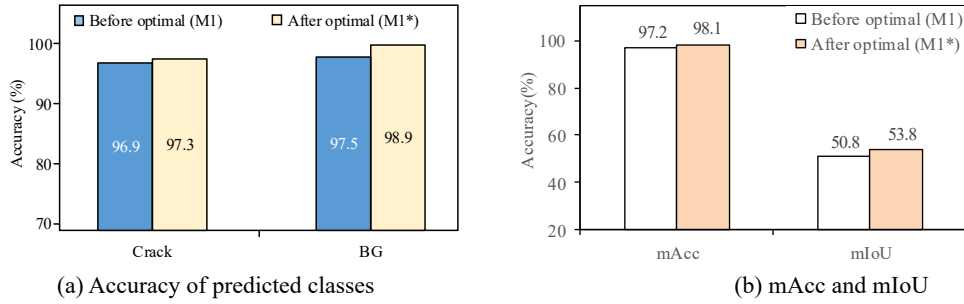 Before optimal (M1) After optimal (M1*)
100
90
80
70
Accuracy (%)
96.9 97.3 97.5 98.9
Crack BG
(a) Accuracy of predicted classes
Before optimal (M1)
After optimal (M1*)
100
80
60
40
20
Accuracy (%)
97.2 98.1
50.8 53.8
mAcc mIoU
(b) mAcc and mIoU